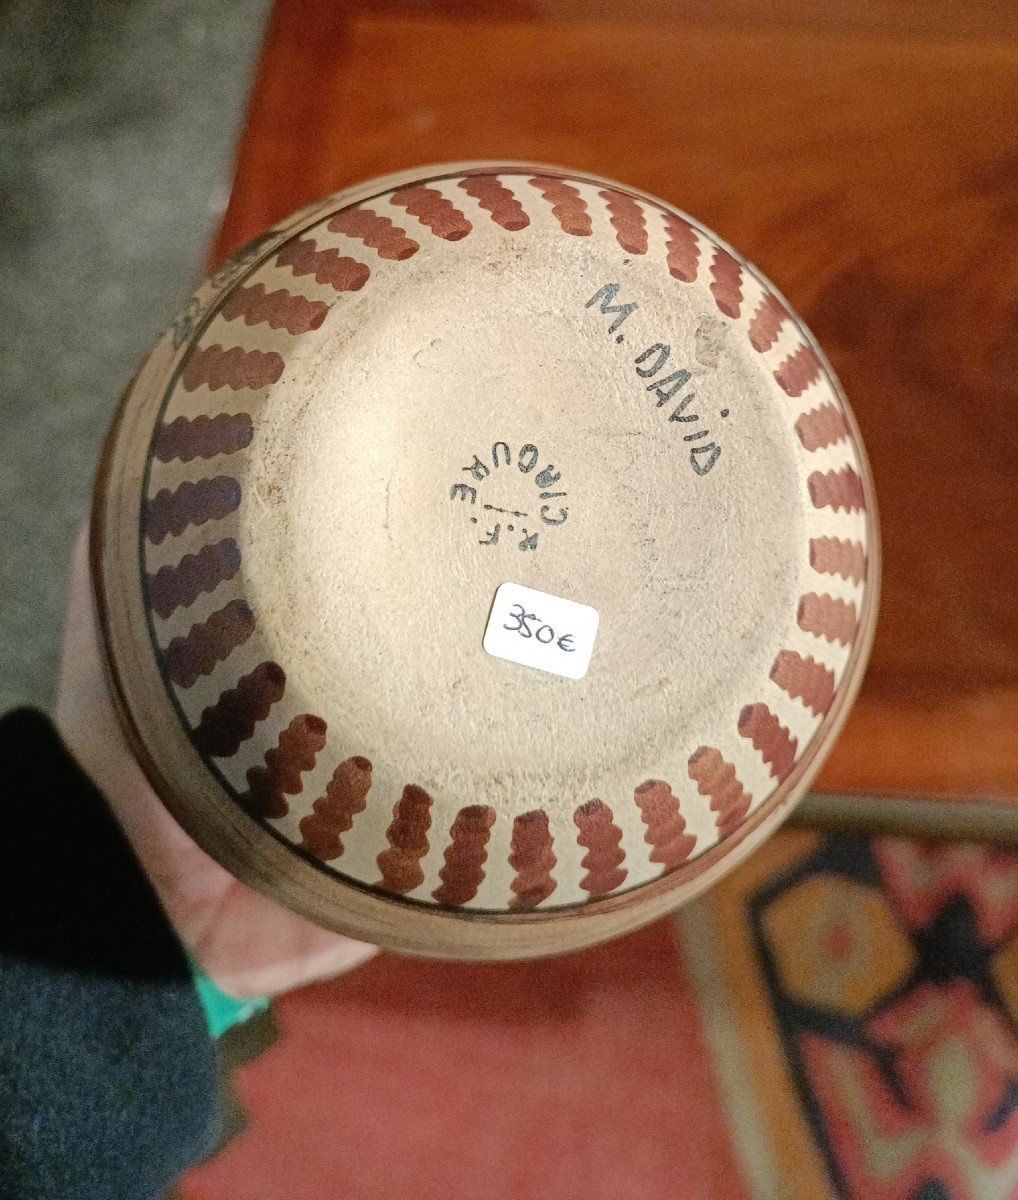 M. DAVID
CIBOURE
R.F.
350€